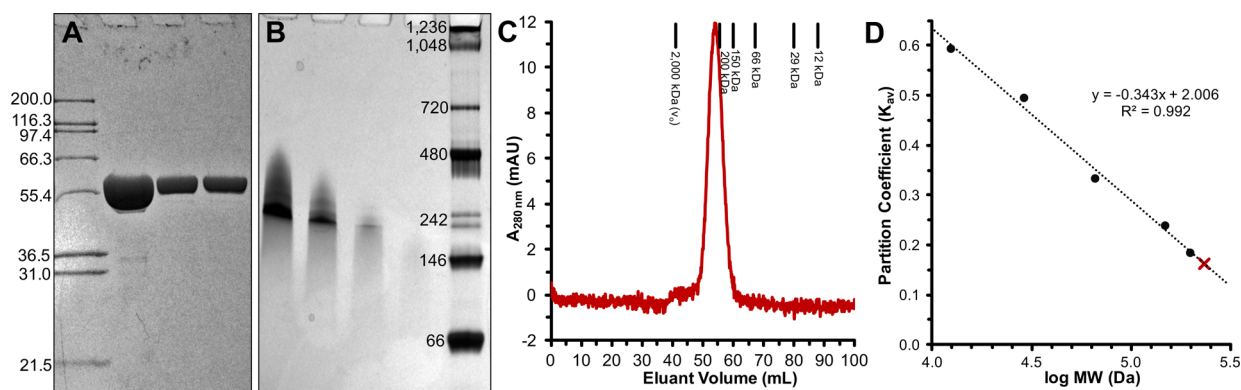 A
200.0
116.3
97.4
66.3
55.4
36.5
31.0
21.5
B
1,236
1,048
720
480
242
146
66
C
A280 nm (mAU)
12
10
8
6
4
2
0
-2
2,000 kDa (vo)
200 kDa
150 kDa
66 kDa
29 kDa
12 kDa
0 10 20 30 40 50 60 70 80 90 100
Eluant Volume (mL)
D
Partition Coefficient (Kav)
0.6
0.5
0.4
0.3
0.2
0.1
0.0
y = -0.343x + 2.006
R² = 0.992
4.0 4.5 5.0 5.5
log MW (Da)